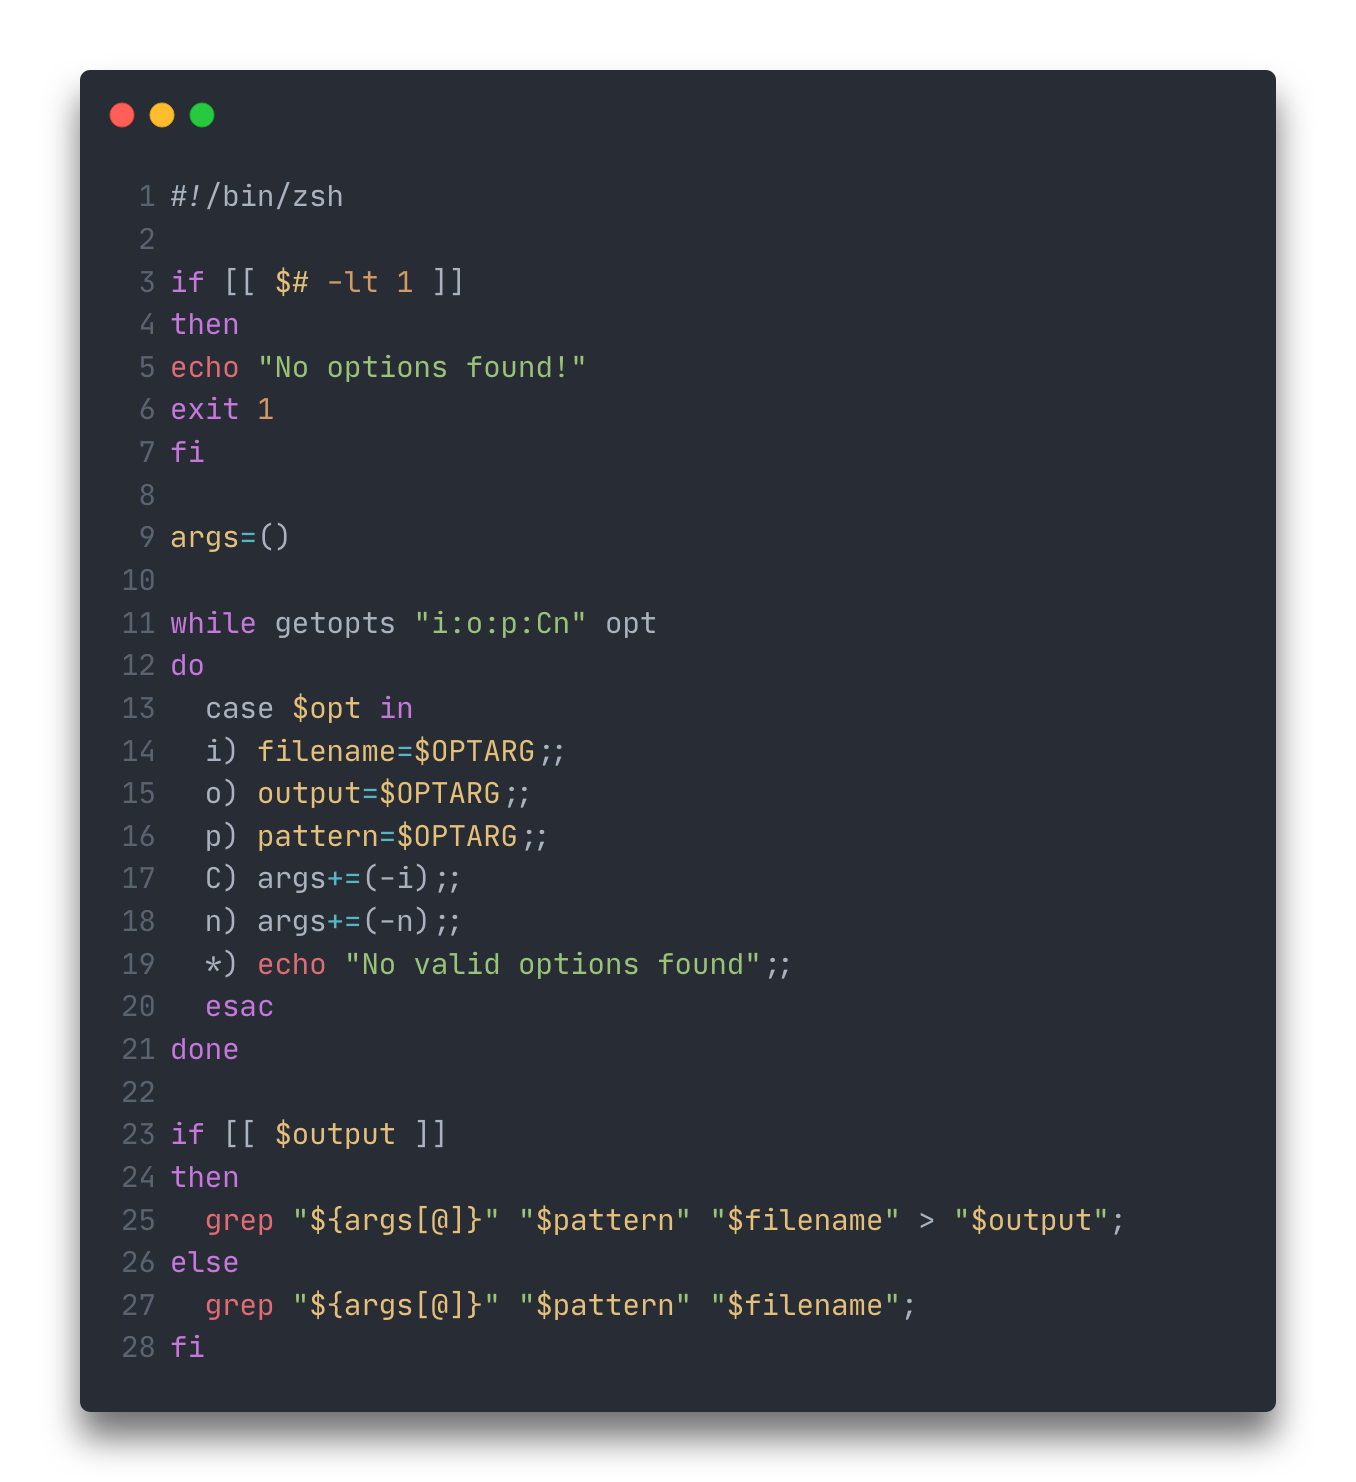 1 #!/bin/zsh
2
3 if [[ $# -lt 1 ]]
4 then
5 echo "No options found!"
6 exit 1
7 fi
8
9 args=()
10
11 while getopts "i:o:p:Cn" opt
12 do
13   case $opt in
14   i) filename=$OPTARG;;
15   o) output=$OPTARG;;
16   p) pattern=$OPTARG;;
17   C) args+=(-i);;
18   n) args+=(-n);;
19   *) echo "No valid options found";;
20   esac
21 done
22
23 if [[ $output ]]
24 then
25   grep "${args[@]}" "$pattern" "$filename" > "$output";
26 else
27   grep "${args[@]}" "$pattern" "$filename";
28 fi